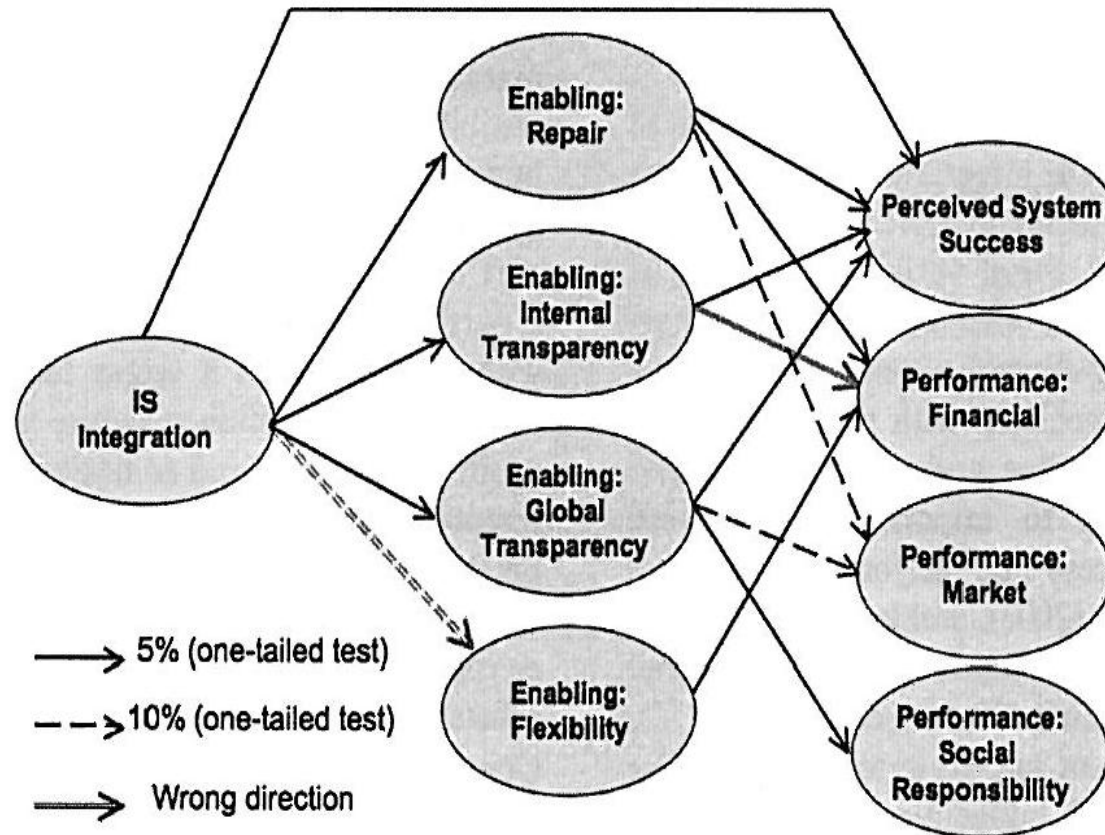 Enabling:
Repair
Perceived System
Success
Enabling:
Internal
Transparency
IS
Integration
Performance:
Financial
Enabling:
Global
Transparency
Performance:
Market
Enabling:
Flexibility
Performance:
Social
Responsibility
5% (one-tailed test)
10% (one-tailed test)
Wrong direction